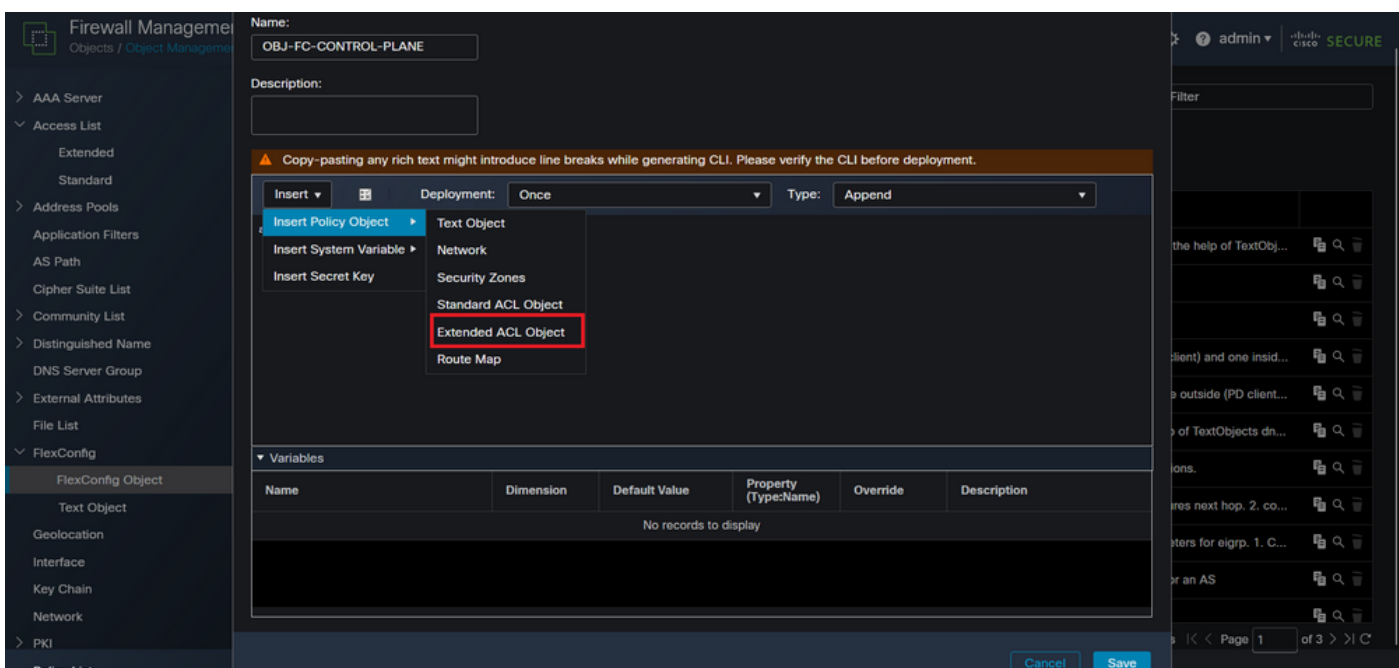 Firewall Manageme
Objects / Object Manageme
admin
cisco SECURE
AAA Server
Access List
Extended
Standard
Address Pools
Application Filters
AS Path
Cipher Suite List
Community List
Distinguished Name
DNS Server Group
External Attributes
File List
FlexConfig
FlexConfig Object
Text Object
Geolocation
Interface
Key Chain
Network
PKI
Name:
OBJ-FC-CONTROL-PLANE
Description:
Copy-pasting any rich text might introduce line breaks while generating CLI. Please verify the CLI before deployment.
Insert Deployment: Once Type: Append
Insert Policy Object
Insert System Variable
Insert Secret Key
Text Object
Network
Security Zones
Standard ACL Object
Extended ACL Object
Route Map
Variables
Name Dimension Default Value Property (Type:Name) Override Description
No records to display
Cancel Save
Filter
the help of TextObj...
client) and one insid...
e outside (PD client...
of TextObjects dn...
ions.
ures next hop. 2. co...
eters for eigrp. 1. C...
or an AS
Page 1 of 3